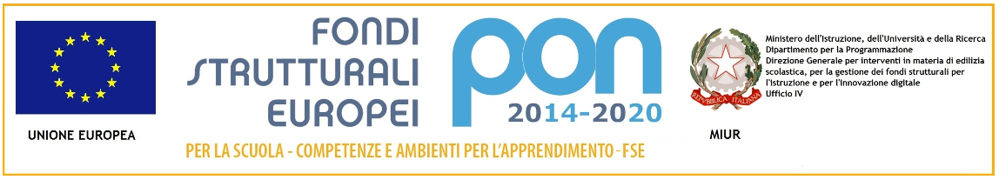 UNIONE EUROPEA
FONDI
STRUTTURALI
EUROPEI
pon
2014-2020
PER LA SCUOLA - COMPETENZE E AMBIENTI PER L'APPRENDIMENTO-FSE
REPVBBLICA ITALIANA
MIUR
Ministero dell'Istruzione, dell'Università e della Ricerca
Dipartimento per la Programmazione
Direzione Generale per interventi in materia di edilizia
scolastica, per la gestione dei fondi strutturali per
l'Istruzione e per l'Innovazione digitale
Ufficio IV